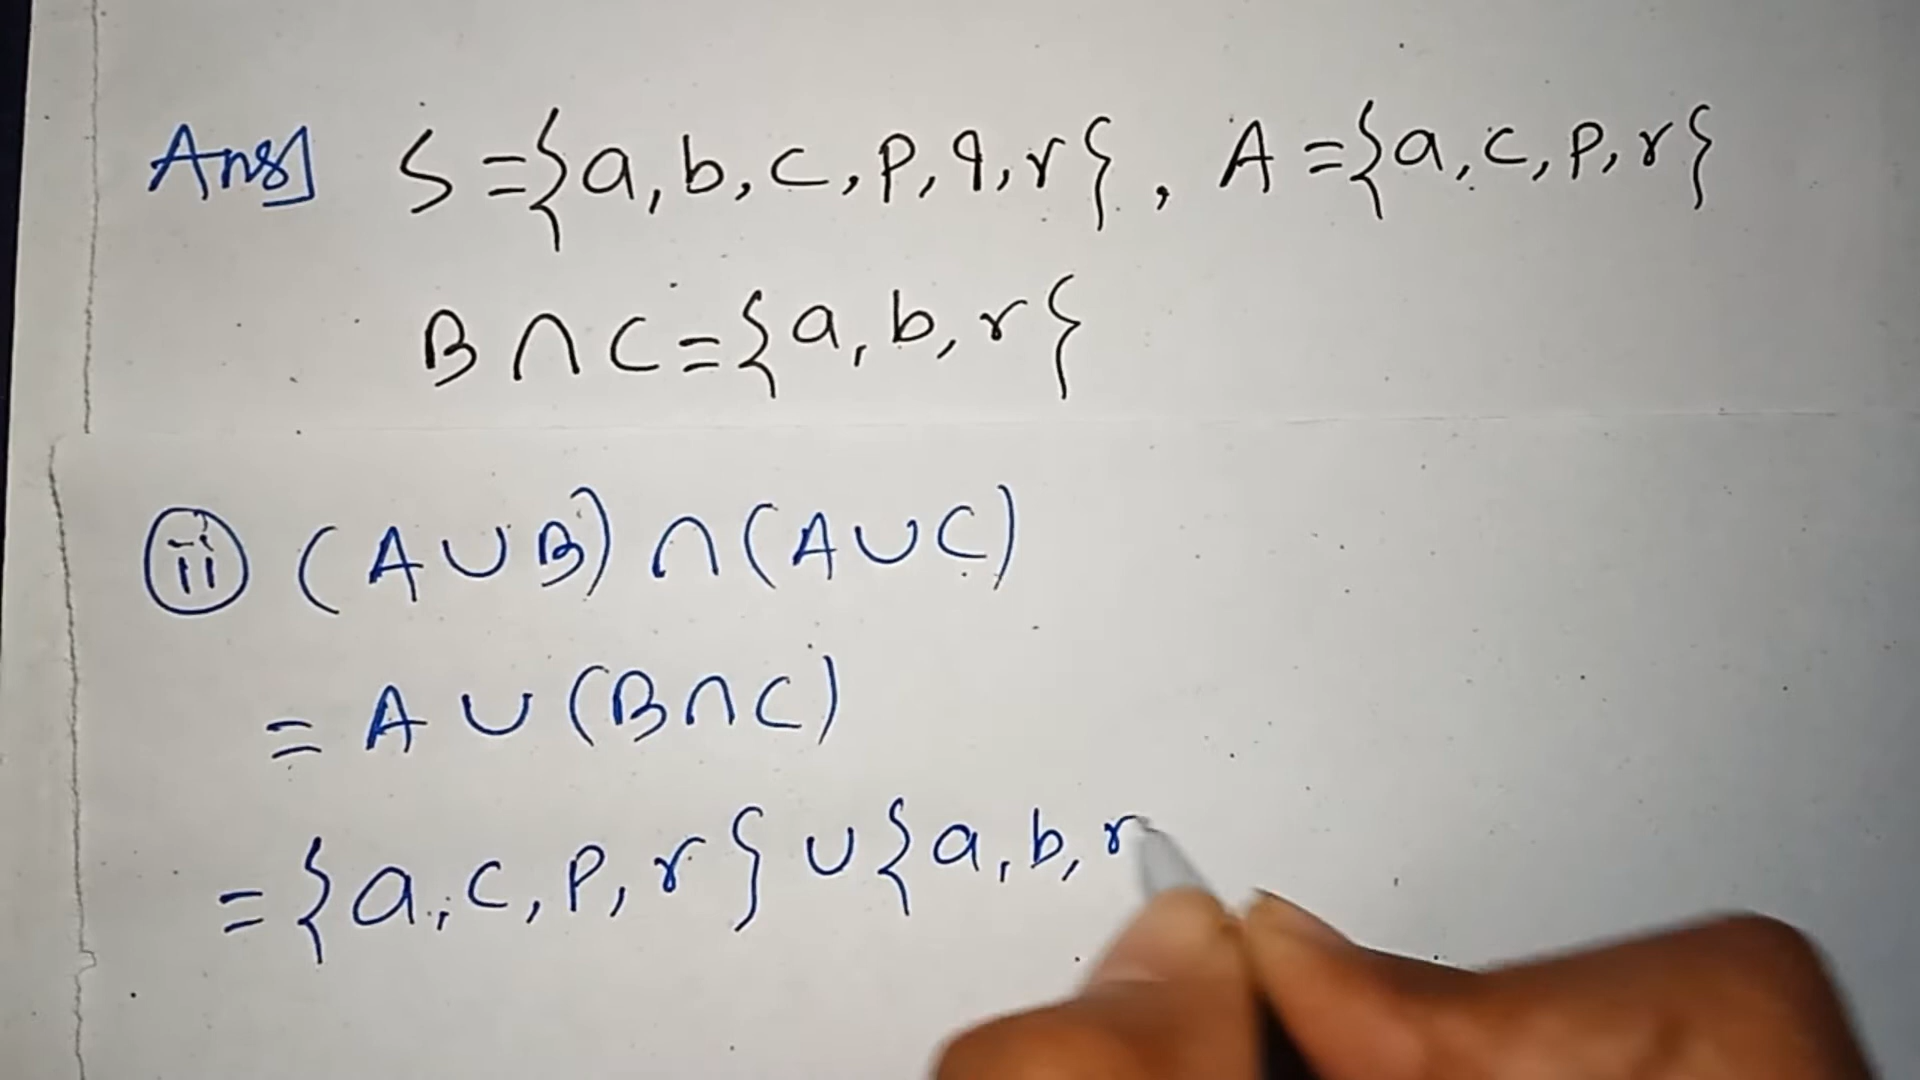 Ans] S = {a, b, c, p, q, r}, A = {a, c, p, r}
B ∩ C = {a, b, r}
ii (A ∪ B) ∩ (A ∪ C)
= A ∪ (B ∩ C)
= {a, c, p, r} ∪ {a, b, r